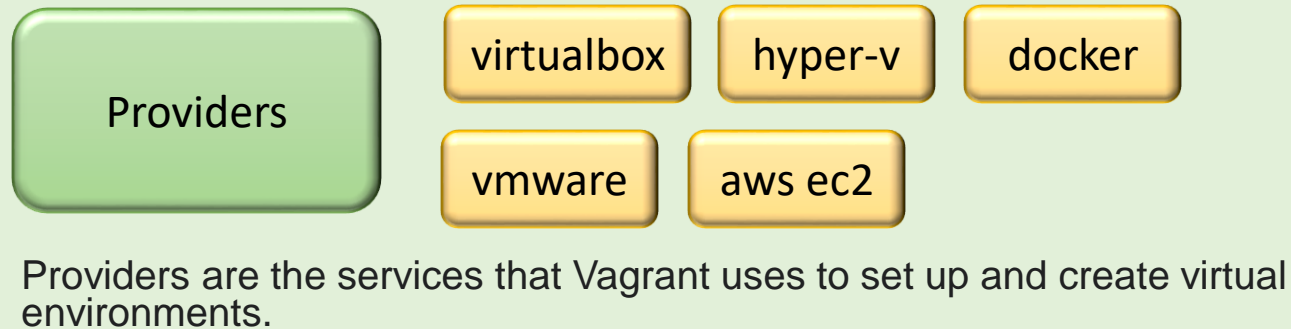 Providers
virtualbox
hyper-v
docker
vmware
aws ec2
Providers are the services that Vagrant uses to set up and create virtual
environments.